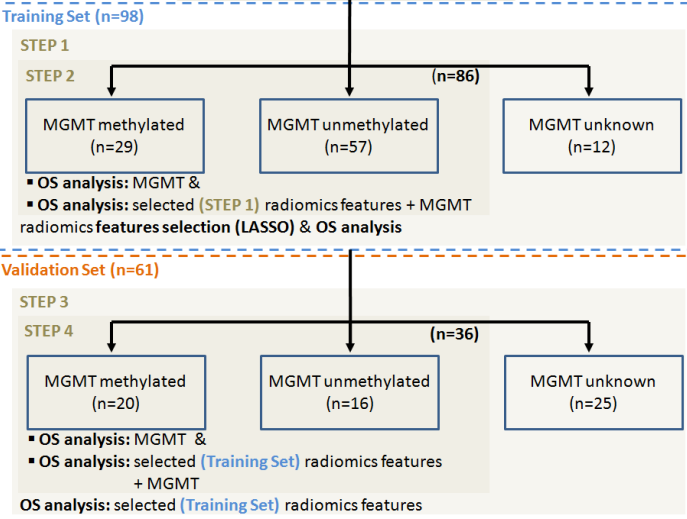 Training Set (n=98)
STEP 1
STEP 2
(n=86)
MGMT methylated
(n=29)
MGMT unmethylated
(n=57)
MGMT unknown
(n=12)
▪ OS analysis: MGMT &
▪ OS analysis: selected (STEP 1) radiomics features + MGMT
radiomics features selection (LASSO) & OS analysis
Validation Set (n=61)
STEP 3
STEP 4
(n=36)
MGMT methylated
(n=20)
MGMT unmethylated
(n=16)
MGMT unknown
(n=25)
▪ OS analysis: MGMT &
▪ OS analysis: selected (Training Set) radiomics features
+ MGMT
OS analysis: selected (Training Set) radiomics features